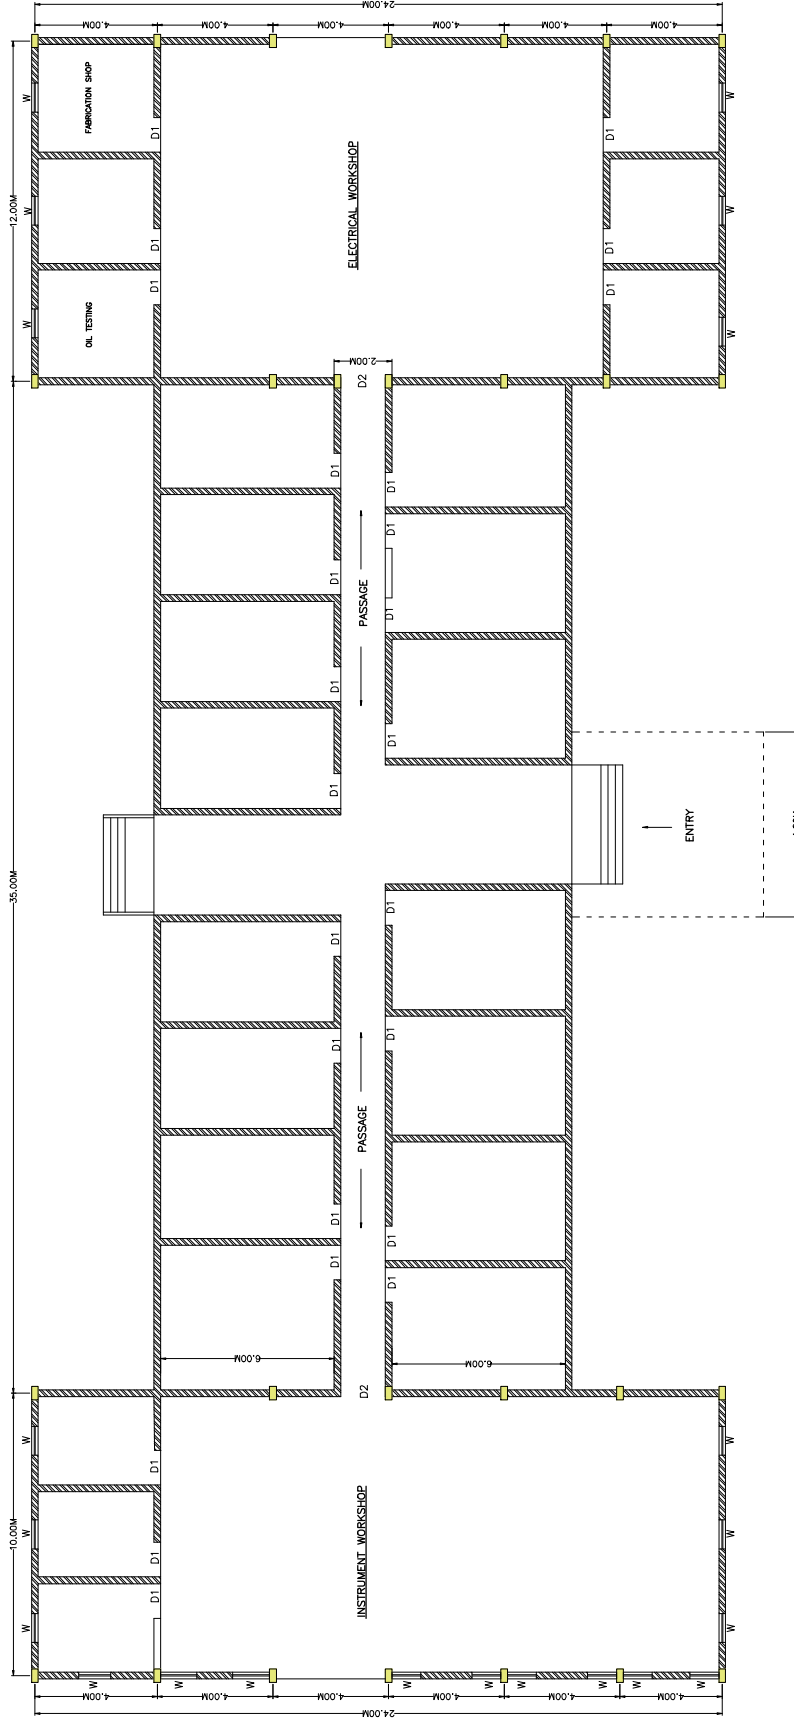 24.00M
4.00M
4.00M
4.00M
4.00M
4.00M
4.00M
FABRICATION SHOP
W
W
D1
D1
12.00M
W
D1
ELECTRICAL WORKSHOP
D1
W
W
D1
OIL TESTING
D1
W
W
2.00M
D2
D1
D1
D1
D1
PASSAGE
D1
D1
D1
D1
ENTRY
35.00M
D1
D1
D1
D1
PASSAGE
D1
D1
D1
D1
6.00M
6.00M
D2
W
D1
W
10.00M
W
D1
INSTRUMENT WORKSHOP
W
D1
W
W
W
W
W
W
W
W
W
W
W
4.00M
4.00M
4.00M
4.00M
4.00M
4.00M
24.00M